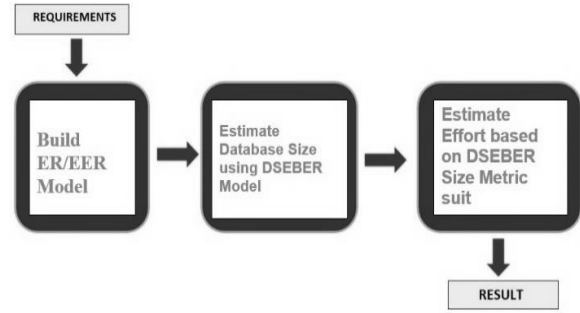 REQUIREMENTS
Build
ER/EER
Model
Estimate
Database Size
using DSEBER
Model
Estimate
Effort based
on DSEBER
Size Metric
suit
RESULT